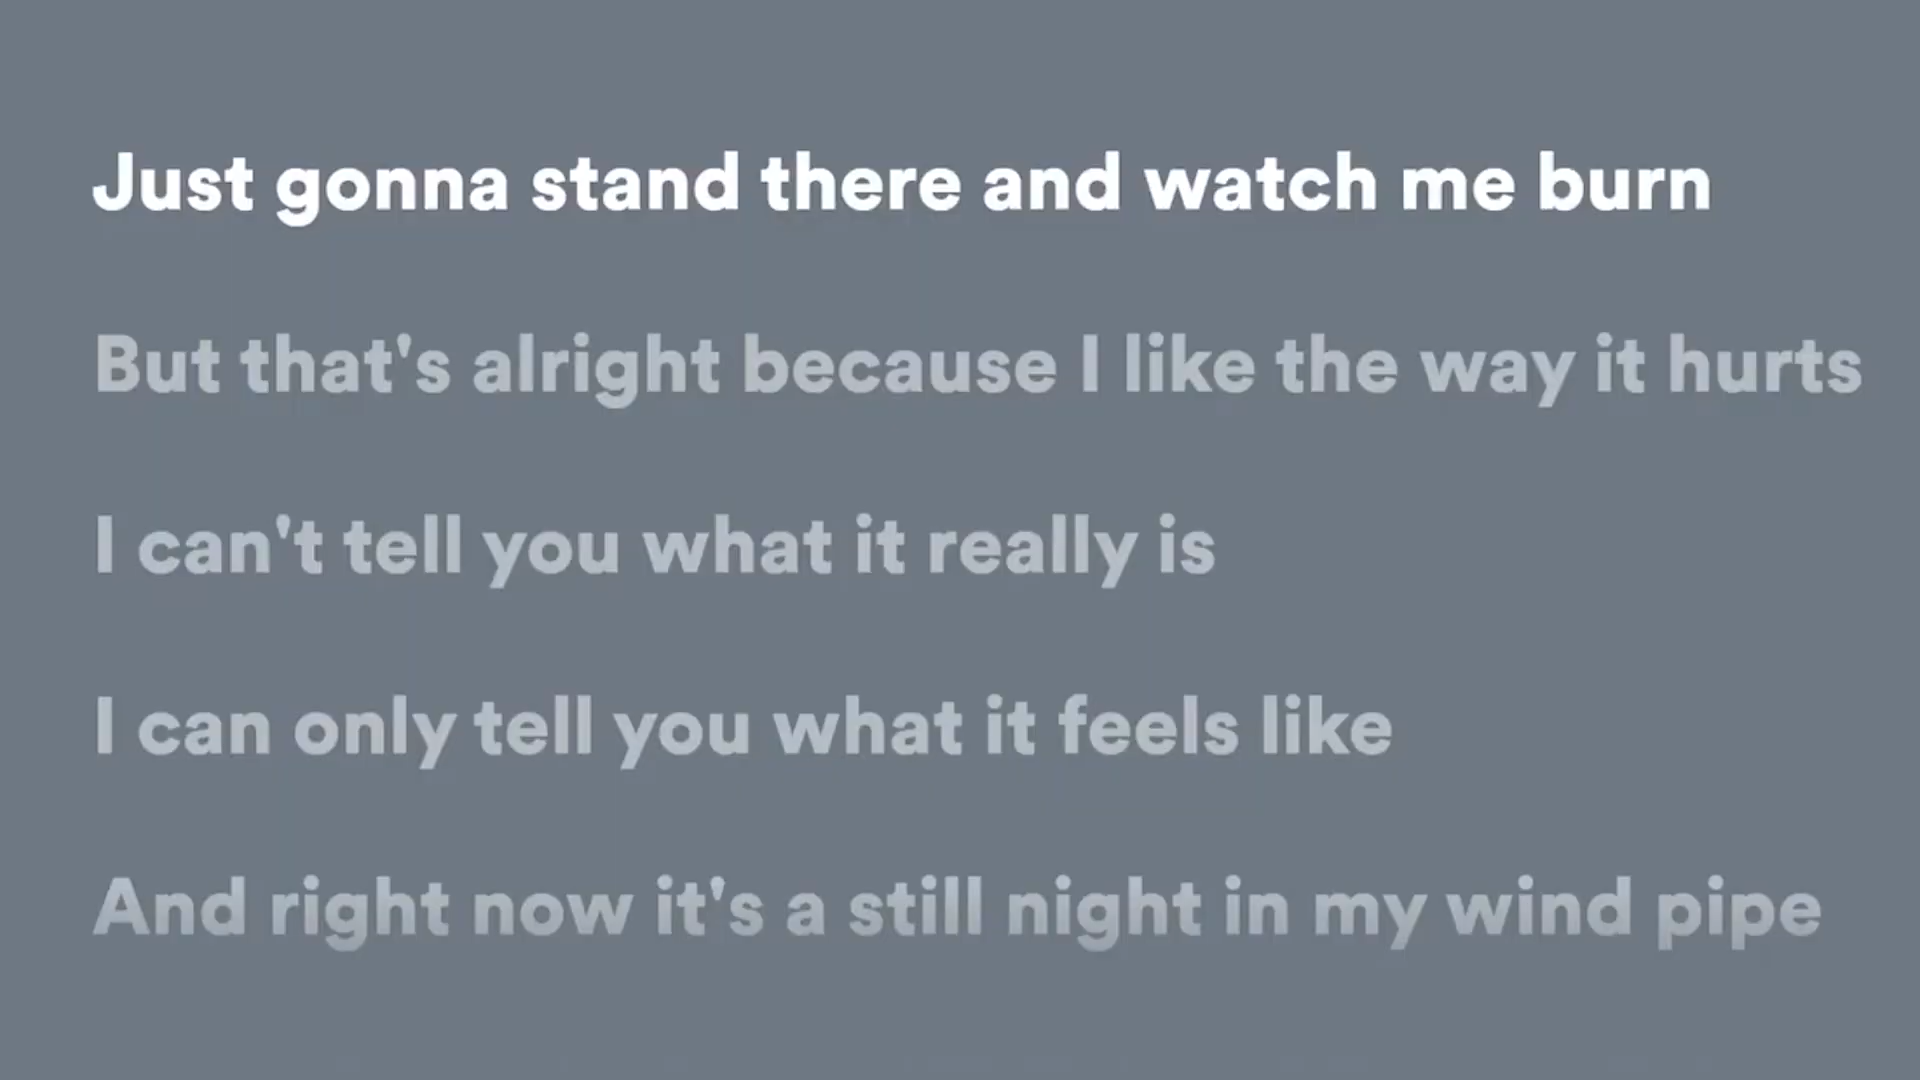 Just gonna stand there and watch me burn
But that's alright because I like the way it hurts
I can't tell you what it really is
I can only tell you what it feels like
And right now it's a still night in my wind pipe